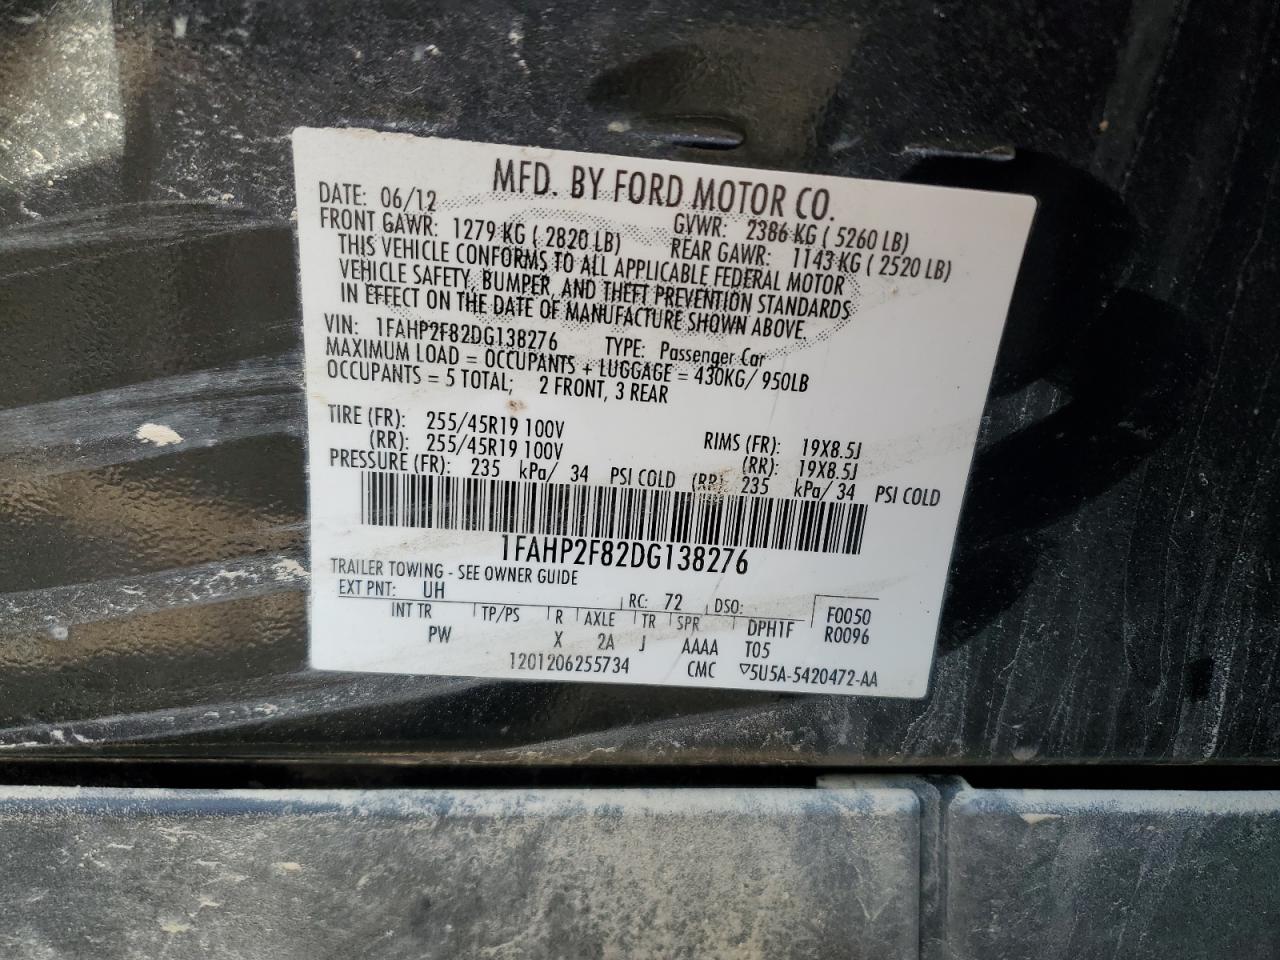 MFD. BY FORD MOTOR CO.
DATE: 06/12 GVWR: 2386 KG ( 5260 LB)
FRONT GAWR: 1279 KG ( 2820 LB) REAR GAWR: 1143 KG ( 2520 LB)
THIS VEHICLE CONFORMS TO ALL APPLICABLE FEDERAL MOTOR
VEHICLE SAFETY, BUMPER, AND THEFT PREVENTION STANDARDS
IN EFFECT ON THE DATE OF MANUFACTURE SHOWN ABOVE.
VIN: 1FAHP2F82DG138276 TYPE: Passenger Car
MAXIMUM LOAD = OCCUPANTS + LUGGAGE = 430KG/ 950LB
OCCUPANTS = 5 TOTAL; 2 FRONT, 3 REAR
TIRE (FR): 255/45R19 100V RIMS (FR): 19X8.5J
(RR): 255/45R19 100V (RR): 19X8.5J
PRESSURE (FR): 235 kPa/ 34 PSI COLD (RR): 235 kPa/ 34 PSI COLD
1FAHP2F82DG138276
TRAILER TOWING - SEE OWNER GUIDE
EXT PNT: UH RC: 72 DSO: F0050
INT TR TP/PS R AXLE TR SPR DPH1F R0096
PW X 2A J AAAA T05
1201206255734 CMC ▽5U5A-5420472-AA